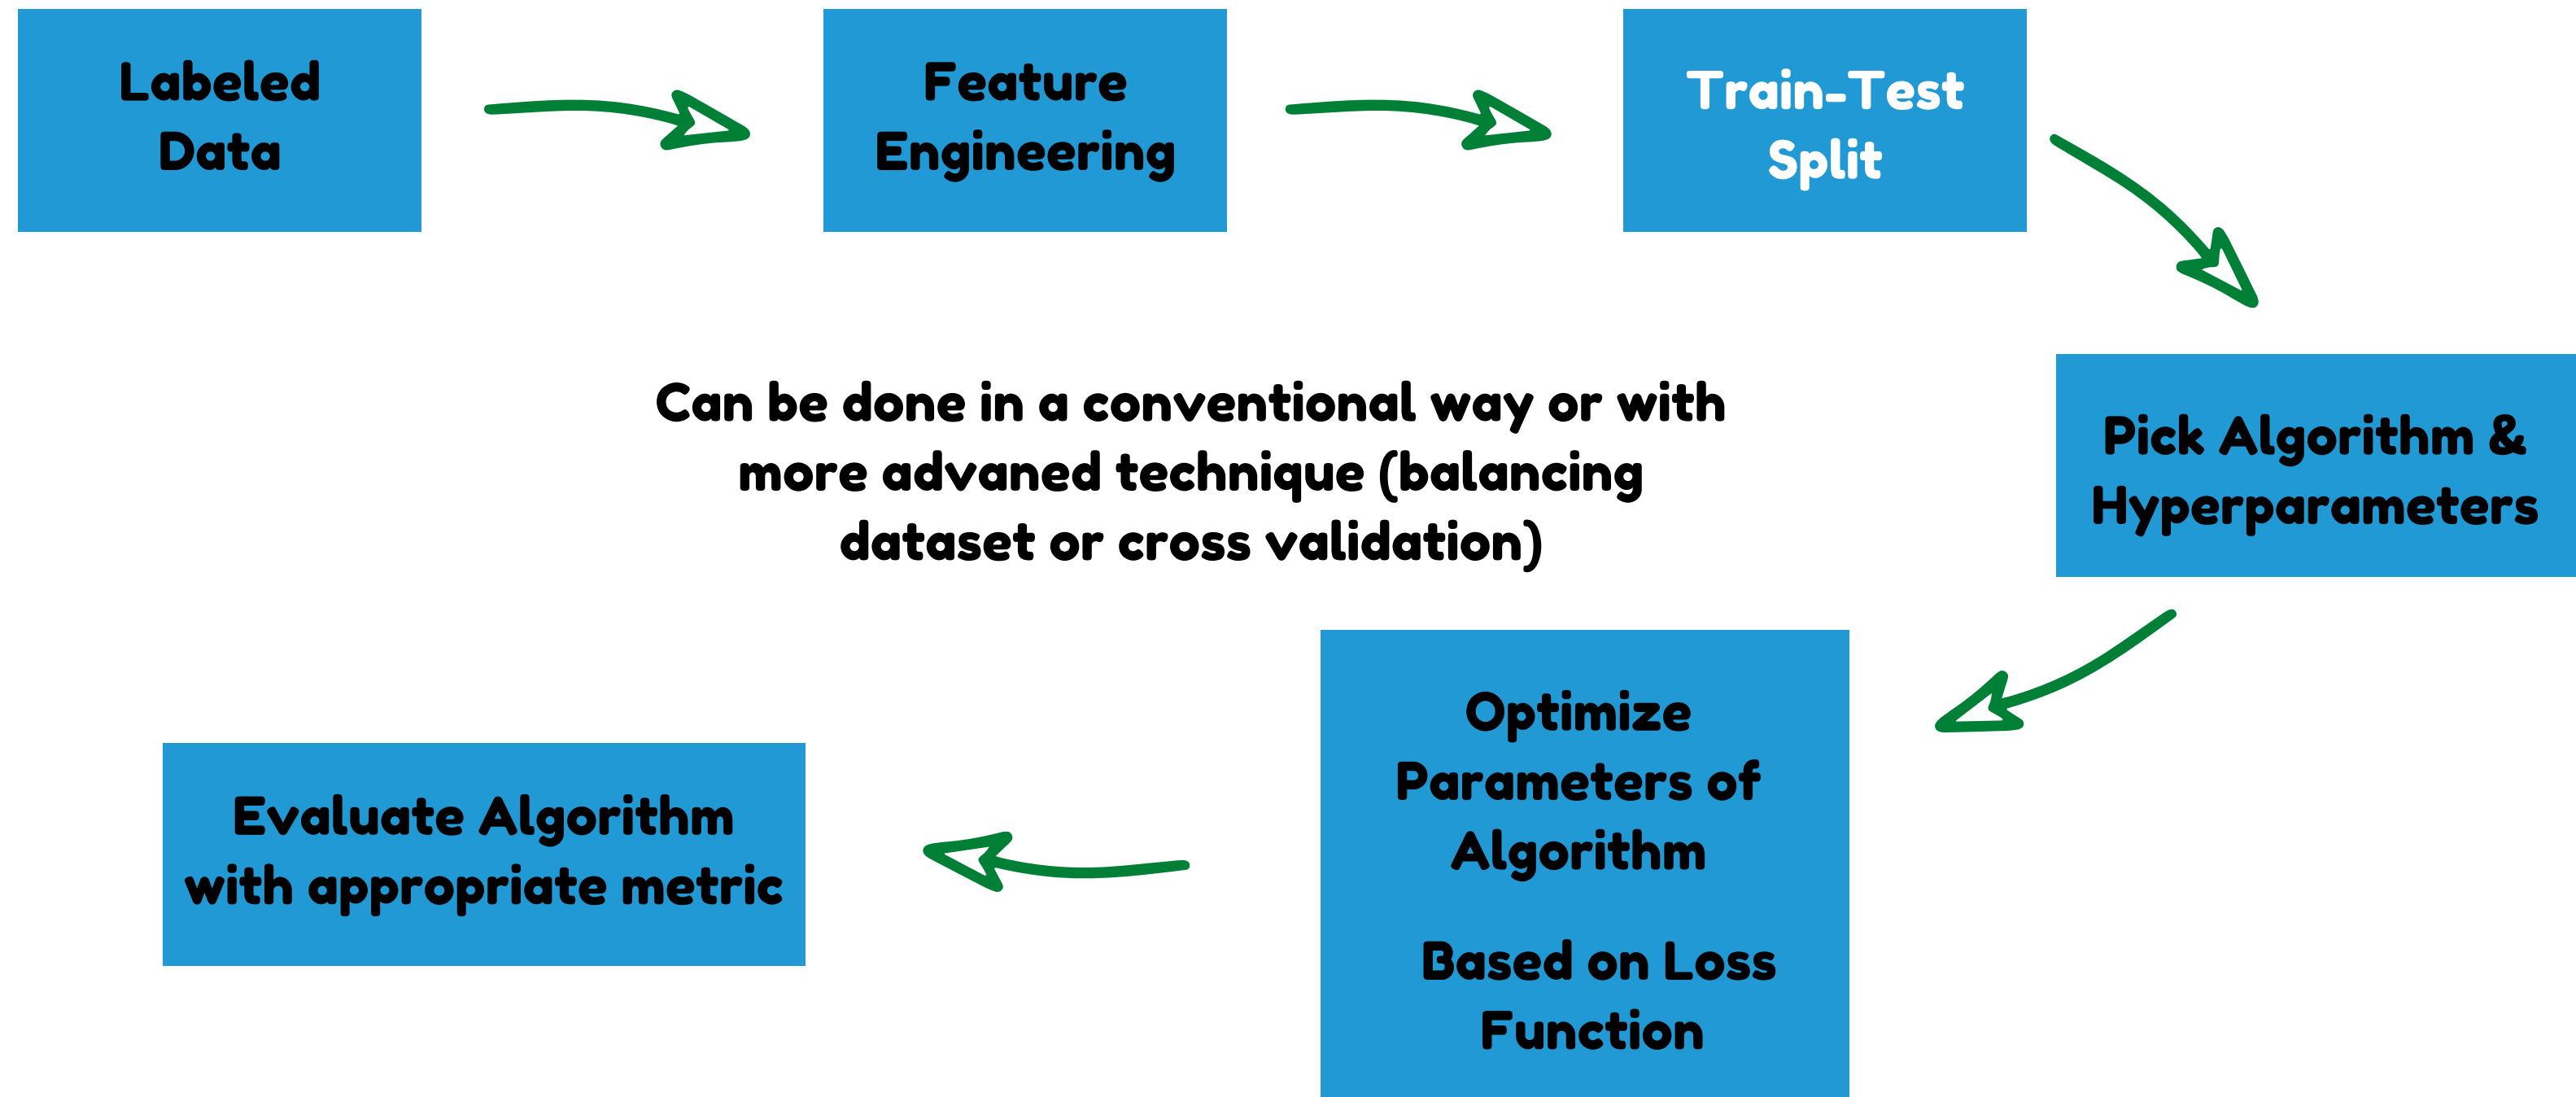 Labeled
Data
Feature
Engineering
Train-Test
Split
Can be done in a conventional way or with
more advaned technique (balancing
dataset or cross validation)
Pick Algorithm &
Hyperparameters
Optimize
Parameters of
Algorithm
Based on Loss
Function
Evaluate Algorithm
with appropriate metric